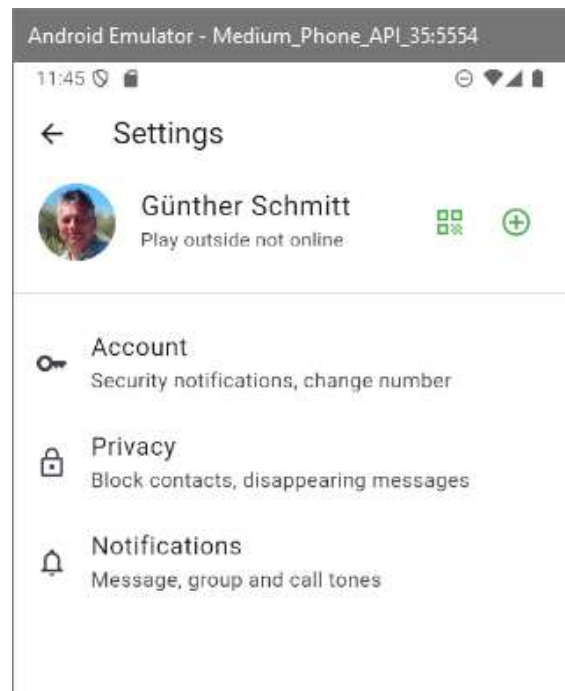 Android Emulator - Medium_Phone_API_35:5554
11:45
Settings
Günther Schmitt
Play outside not online
Account
Security notifications, change number
Privacy
Block contacts, disappearing messages
Notifications
Message, group and call tones